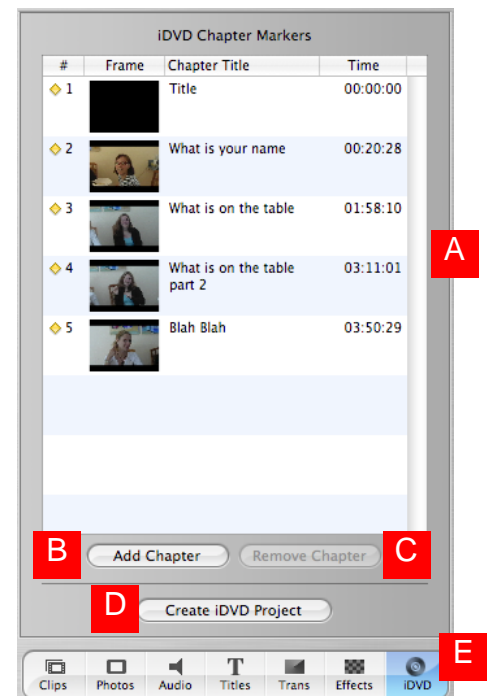 iDVD Chapter Markers
# Frame Chapter Title Time
1 Title 00:00:00
2 What is your name 00:20:28
3 What is on the table 01:58:10
A
4 What is on the table 03:11:01
part 2
5 Blah Blah 03:50:29
B Add Chapter Remove Chapter C
D Create iDVD Project
E
T
Clips Photos Audio Titles Trans Effects iDVD